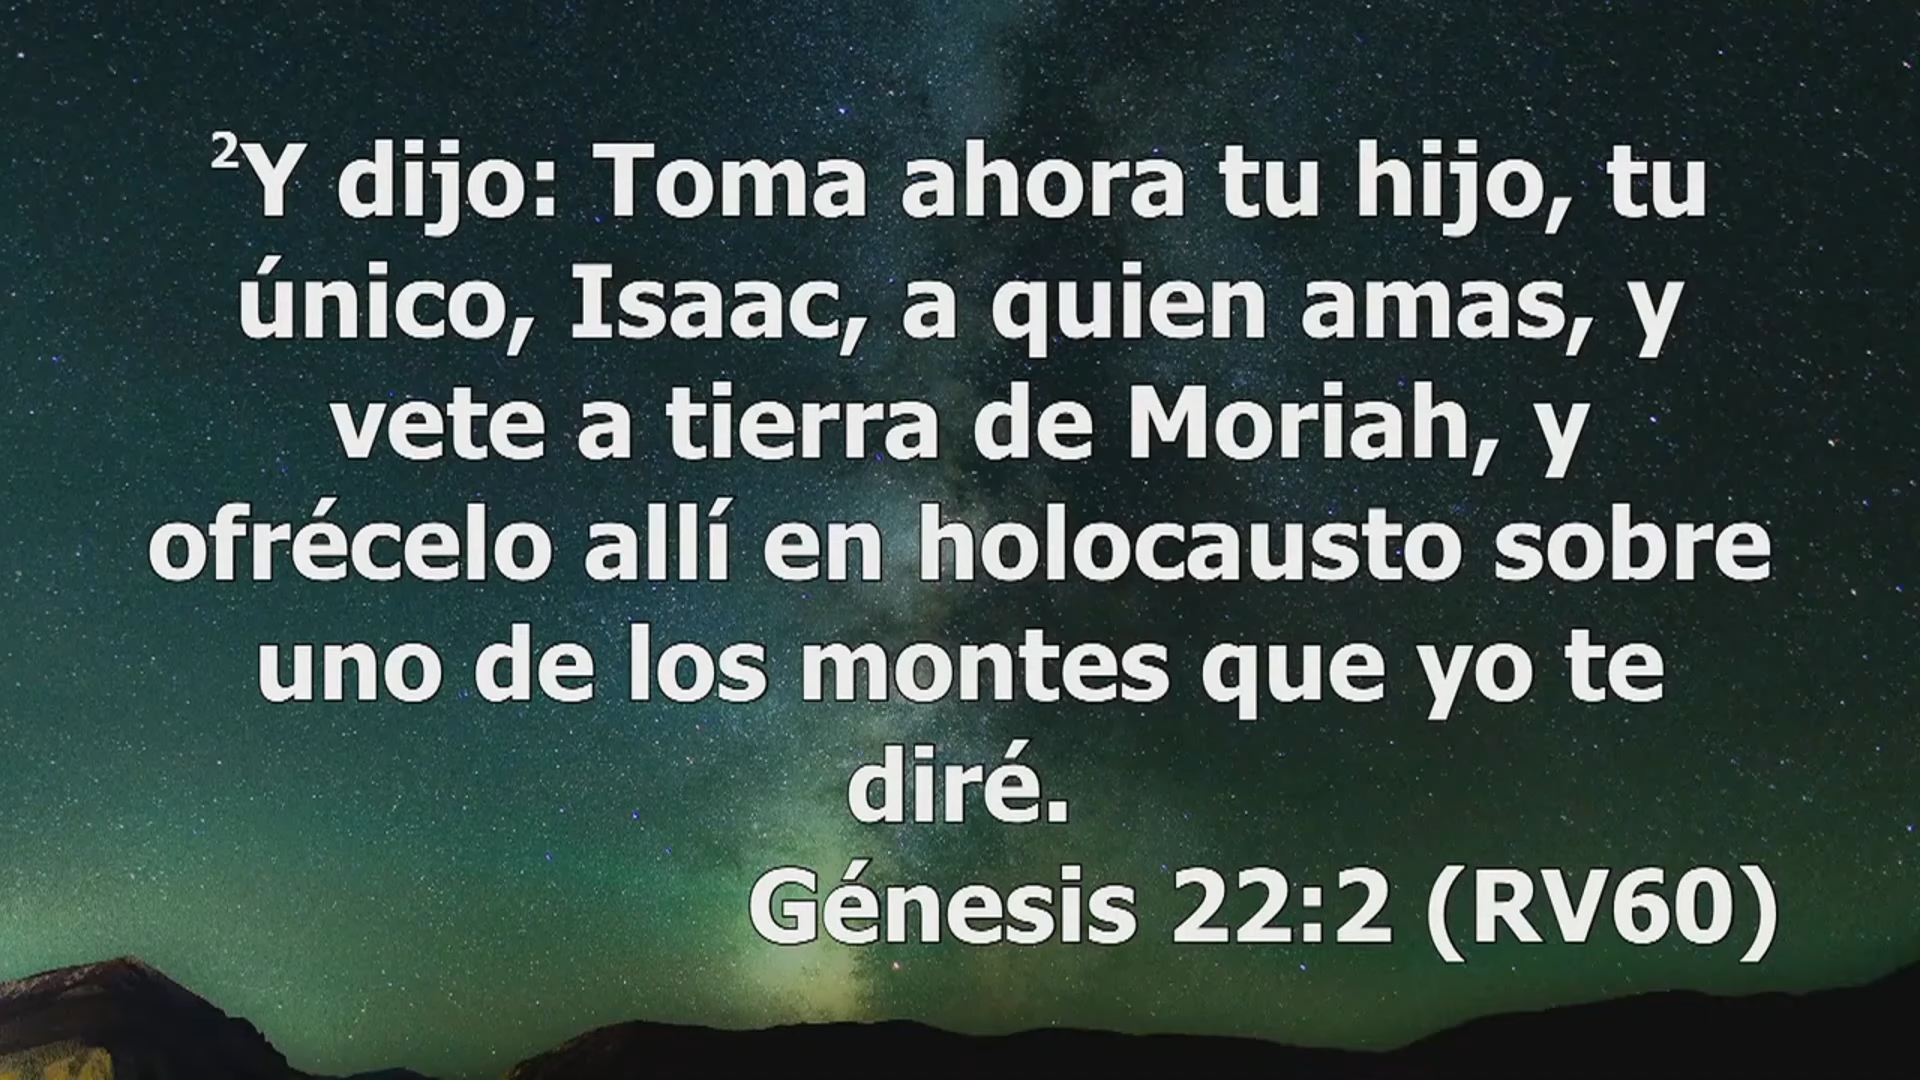 ²Y dijo: Toma ahora tu hijo, tu
único, Isaac, a quien amas, y
vete a tierra de Moriah, y
ofrécelo allí en holocausto sobre
uno de los montes que yo te
diré.
Génesis 22:2 (RV60)